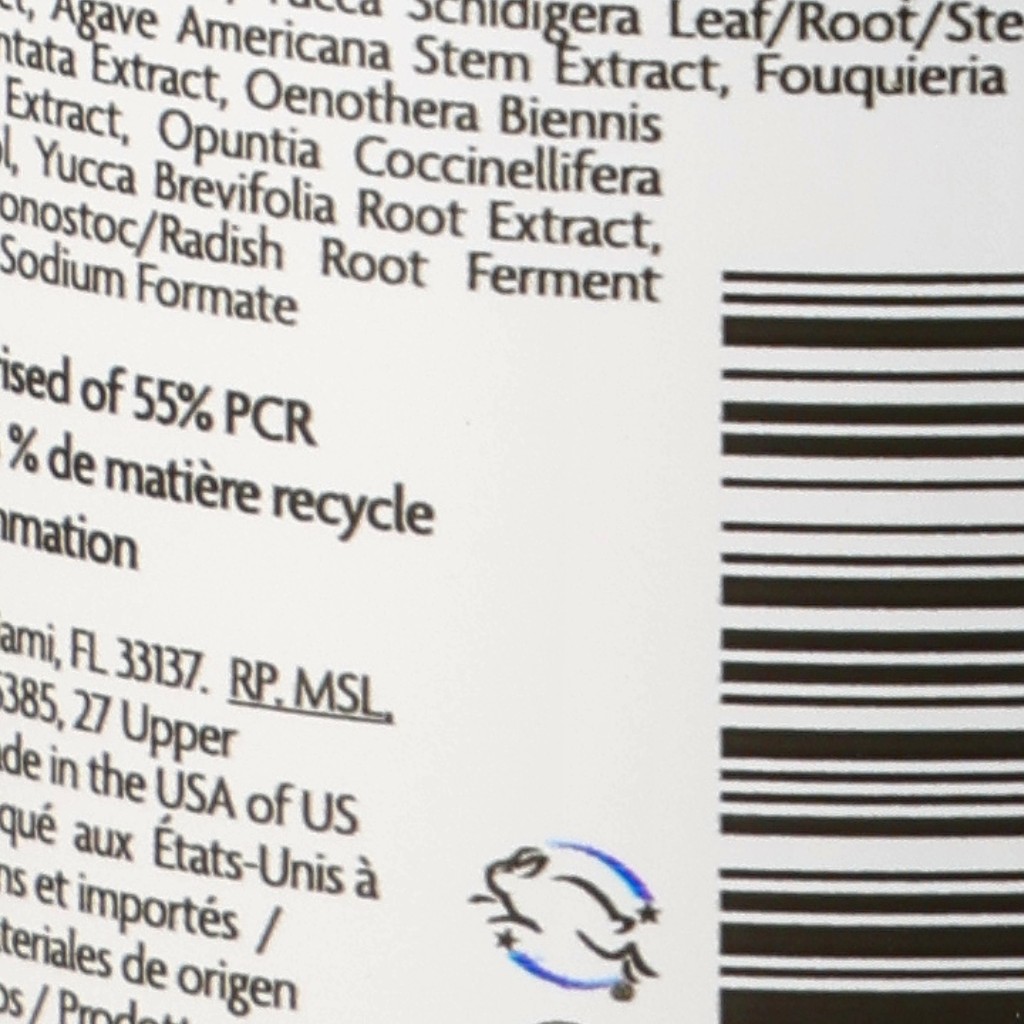 Schidigera Leaf/Root/Ste
Agave Americana Stem Extract, Fouquieria
Extract, Oenothera Biennis
Extract, Opuntia Coccinellifera
Yucca Brevifolia Root Extract,
onostoc/Radish Root Ferment
Sodium Formate
ised of 55% PCR
% de matière recycle
mation
ami, FL 33137. RP. MSL.
385, 27 Upper
de in the USA of US
qué aux États-Unis à
ns et importés /
teriales de origen
os /